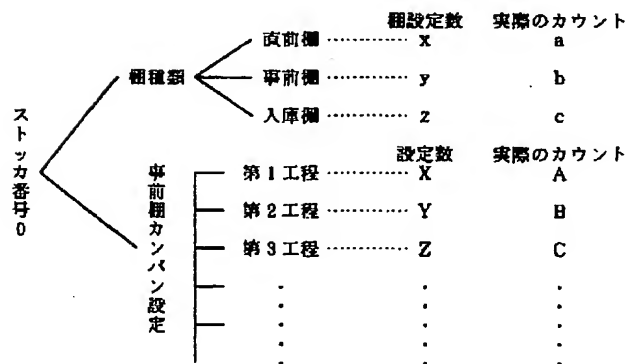 棚設定数 実際のカウント
直前棚 ………… x a
棚種類 事前棚 ………… y b
入庫棚 ………… z c
ストッカ番号0
設定数 実際のカウント
事前棚カンバン設定
第1工程 ………… X A
第2工程 ………… Y B
第3工程 ………… Z C